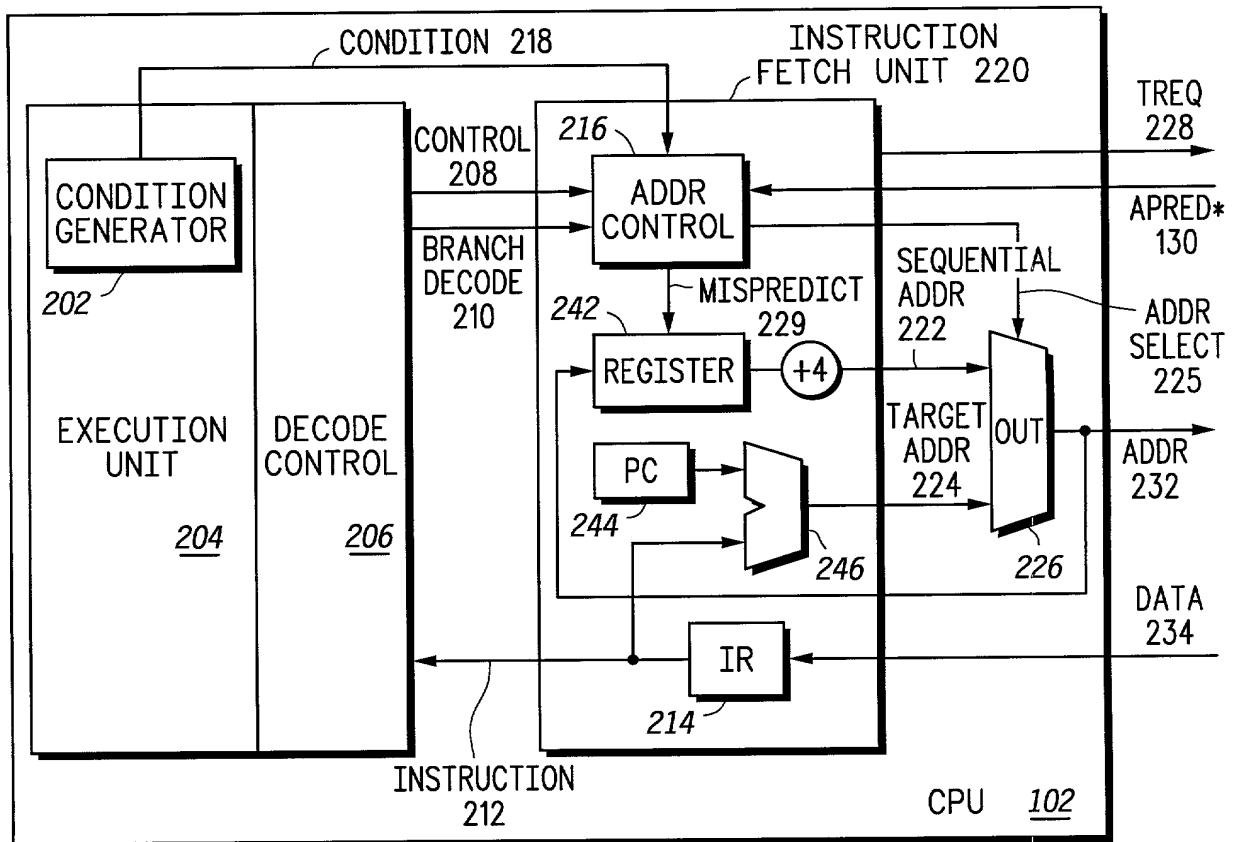 CONDITION 218
INSTRUCTION
FETCH UNIT 220
TREQ
228
216
CONTROL
208
CONDITION
GENERATOR
ADDR
CONTROL
APRED*
130
202
BRANCH
DECODE
210
MISPREDICT
229
SEQUENTIAL
ADDR
222
ADDR
SELECT
225
242
REGISTER
+4
EXECUTION
UNIT
DECODE
CONTROL
TARGET
ADDR
224
OUT
ADDR
232
PC
244
204
206
246
226
DATA
234
IR
214
INSTRUCTION
212
CPU 102